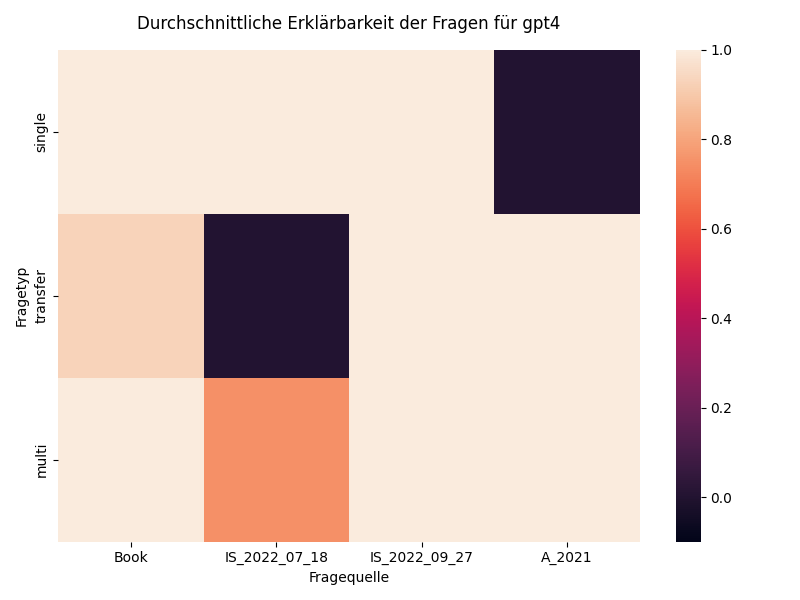 Durchschnittliche Erklärbarkeit der Fragen für gpt4
Fragetyp
single
transfer
multi
Book
IS_2022_07_18
IS_2022_09_27
A_2021
Fragequelle
1.0
0.8
0.6
0.4
0.2
0.0